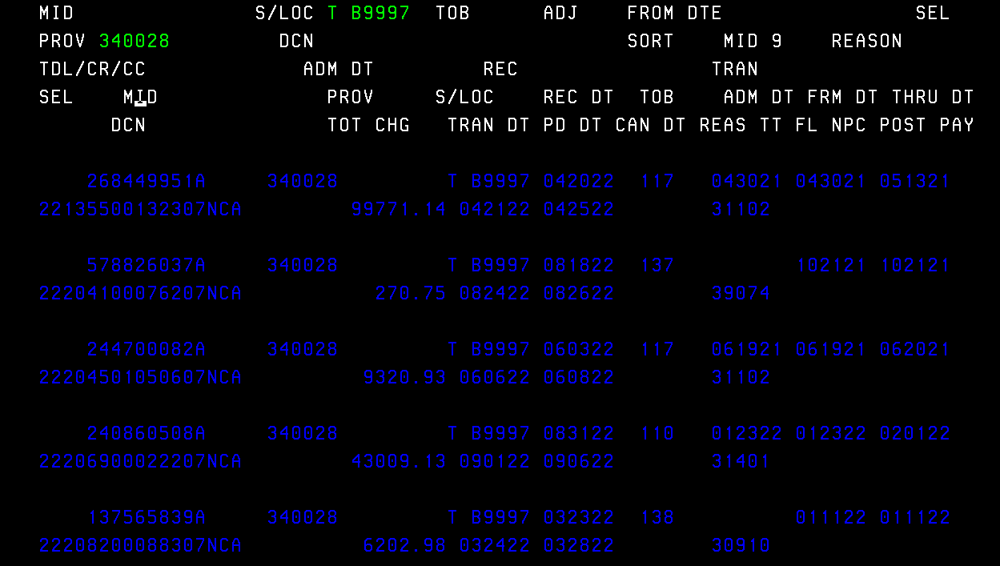 MID S/LOC T B9997 TOB ADJ FROM DTE SEL
PROV 340028 DCN SORT MID 9 REASON
TDL/CR/CC ADM DT REC TRAN
SEL MID PROV S/LOC REC DT TOB ADM DT FRM DT THRU DT
DCN TOT CHG TRAN DT PD DT CAN DT REAS TT FL NPC POST PAY
268449951A 340028 T B9997 042022 117 043021 043021 051321
22135500132307NCA 99771.14 042122 042522 31102
578826037A 340028 T B9997 081822 137 102121 102121
22204100076207NCA 270.75 082422 082622 39074
244700082A 340028 T B9997 060322 117 061921 061921 062021
22204501050607NCA 9320.93 060622 060822 31102
240860508A 340028 T B9997 083122 110 012322 012322 020122
22206900022207NCA 43009.13 090122 090622 31401
137565839A 340028 T B9997 032322 138 011122 011122
22208200088307NCA 6202.98 032422 032822 30910